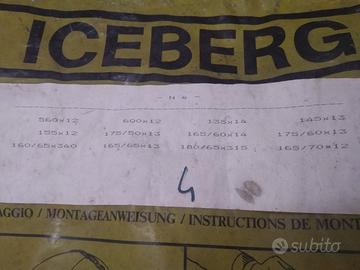 ICEBERG
- N 4 -
560x12 600x12 135x14 145x13
155x12 175/50x13 165/60x14 175/60x13
160/65x340 165/65x13 180/65x315 165/70x12
4
AGGIO / MONTAGEANWEISUNG / INSTRUCTIONS DE MONT
subito